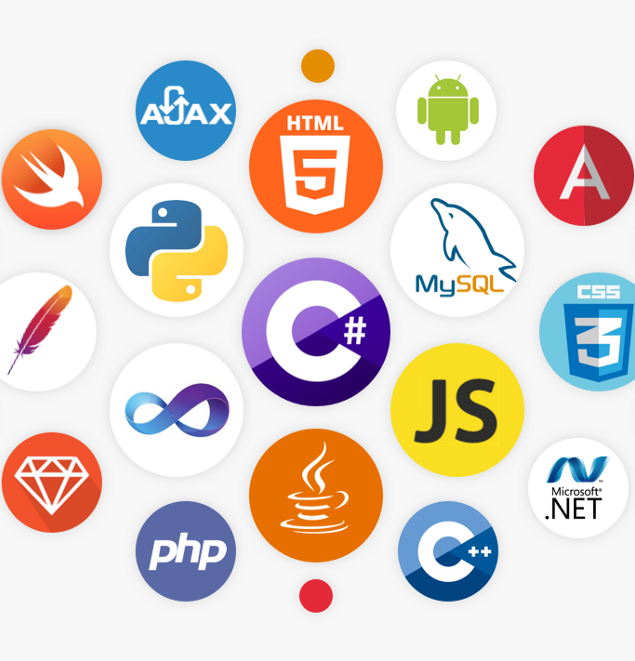 AJAX
HTML
5
A
MySQL
CSS
3
C#
JS
Microsoft®
.NET
php
C++